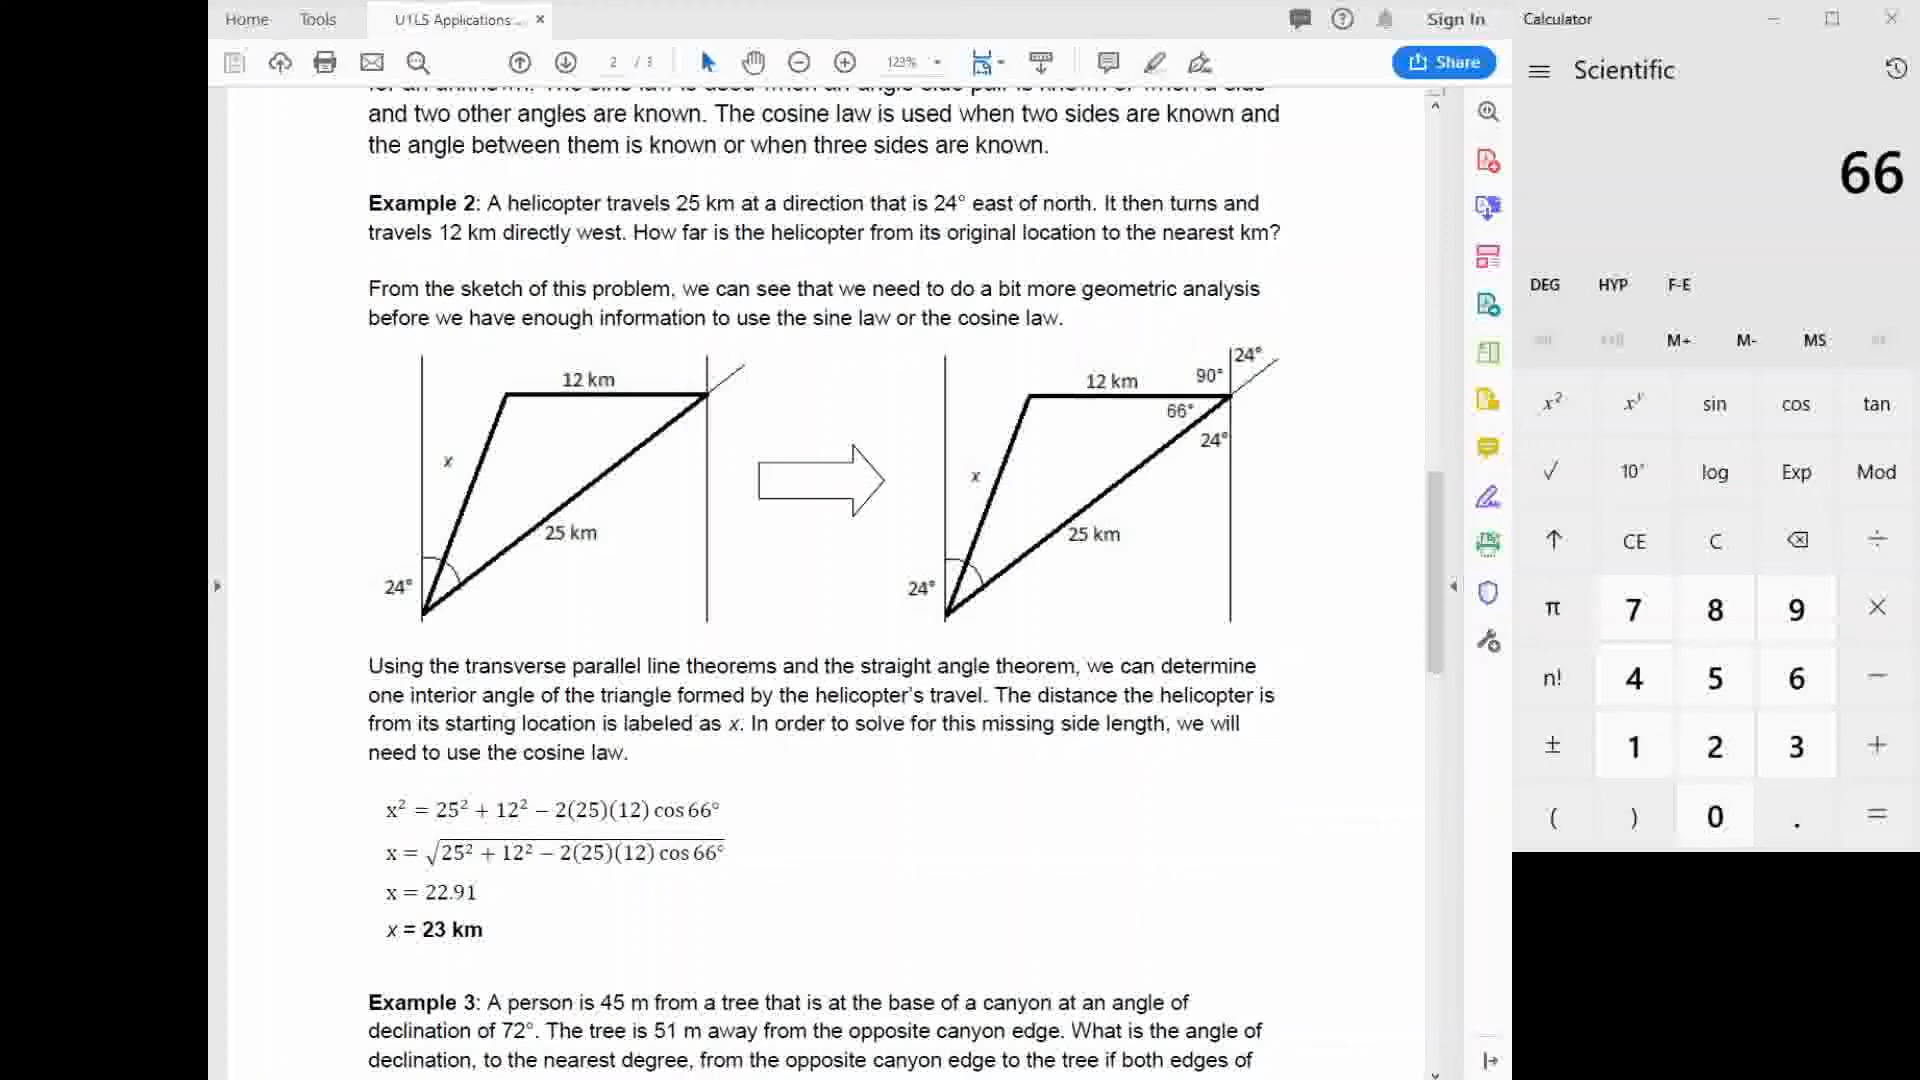 Home Tools U1L5 Applications ... × Sign In
Calculator
2 / 3 123% Share
Scientific
and two other angles are known. The cosine law is used when two sides are known and
the angle between them is known or when three sides are known.
66
Example 2: A helicopter travels 25 km at a direction that is 24° east of north. It then turns and
travels 12 km directly west. How far is the helicopter from its original location to the nearest km?
From the sketch of this problem, we can see that we need to do a bit more geometric analysis
before we have enough information to use the sine law or the cosine law.
12 km
x
25 km
24°
24°
12 km 90°
66°
24°
x
25 km
24°
Using the transverse parallel line theorems and the straight angle theorem, we can determine
one interior angle of the triangle formed by the helicopter's travel. The distance the helicopter is
from its starting location is labeled as x. In order to solve for this missing side length, we will
need to use the cosine law.
x² = 25² + 12² − 2(25)(12) cos 66°
x = √25² + 12² − 2(25)(12) cos 66°
x = 22.91
x = 23 km
Example 3: A person is 45 m from a tree that is at the base of a canyon at an angle of
declination of 72°. The tree is 51 m away from the opposite canyon edge. What is the angle of
declination, to the nearest degree, from the opposite canyon edge to the tree if both edges of
DEG HYP F-E
M+ M- MS
x² xʸ sin cos tan
√ 10ˣ log Exp Mod
↑ CE C ÷
π 7 8 9 ×
n! 4 5 6 −
± 1 2 3 +
( ) 0 . =